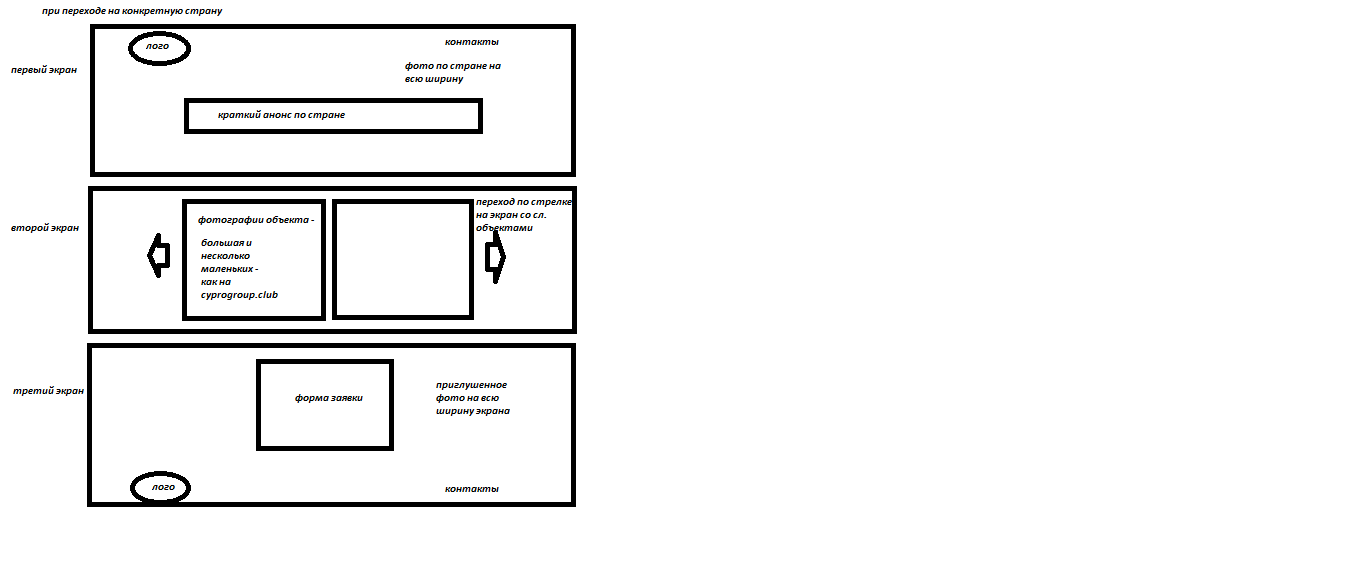 при переходе на конкретную страну
лого
контакты
первый экран
фото по стране на
всю ширину
краткий анонс по стране
второй экран
фотографии объекта -
большая и
несколько
маленьких -
как на
cyprogroup.club
переход по стрелке
на экран со сл.
объектами
третий экран
форма заявки
приглушенное
фото на всю
ширину экрана
лого
контакты